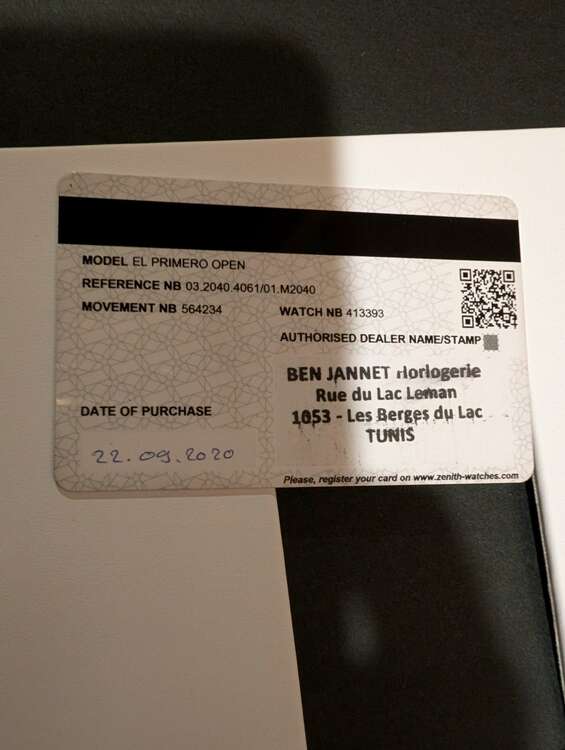 MODEL EL PRIMERO OPEN
REFERENCE NB 03.2040.4061/01.M2040
MOVEMENT NB 564234
WATCH NB 413393
AUTHORISED DEALER NAME/STAMP
BEN JANNET Horlogerie
Rue du Lac Leman
1053 - Les Berges du Lac
TUNIS
DATE OF PURCHASE
22.09.2020
Please, register your card on www.zenith-watches.com